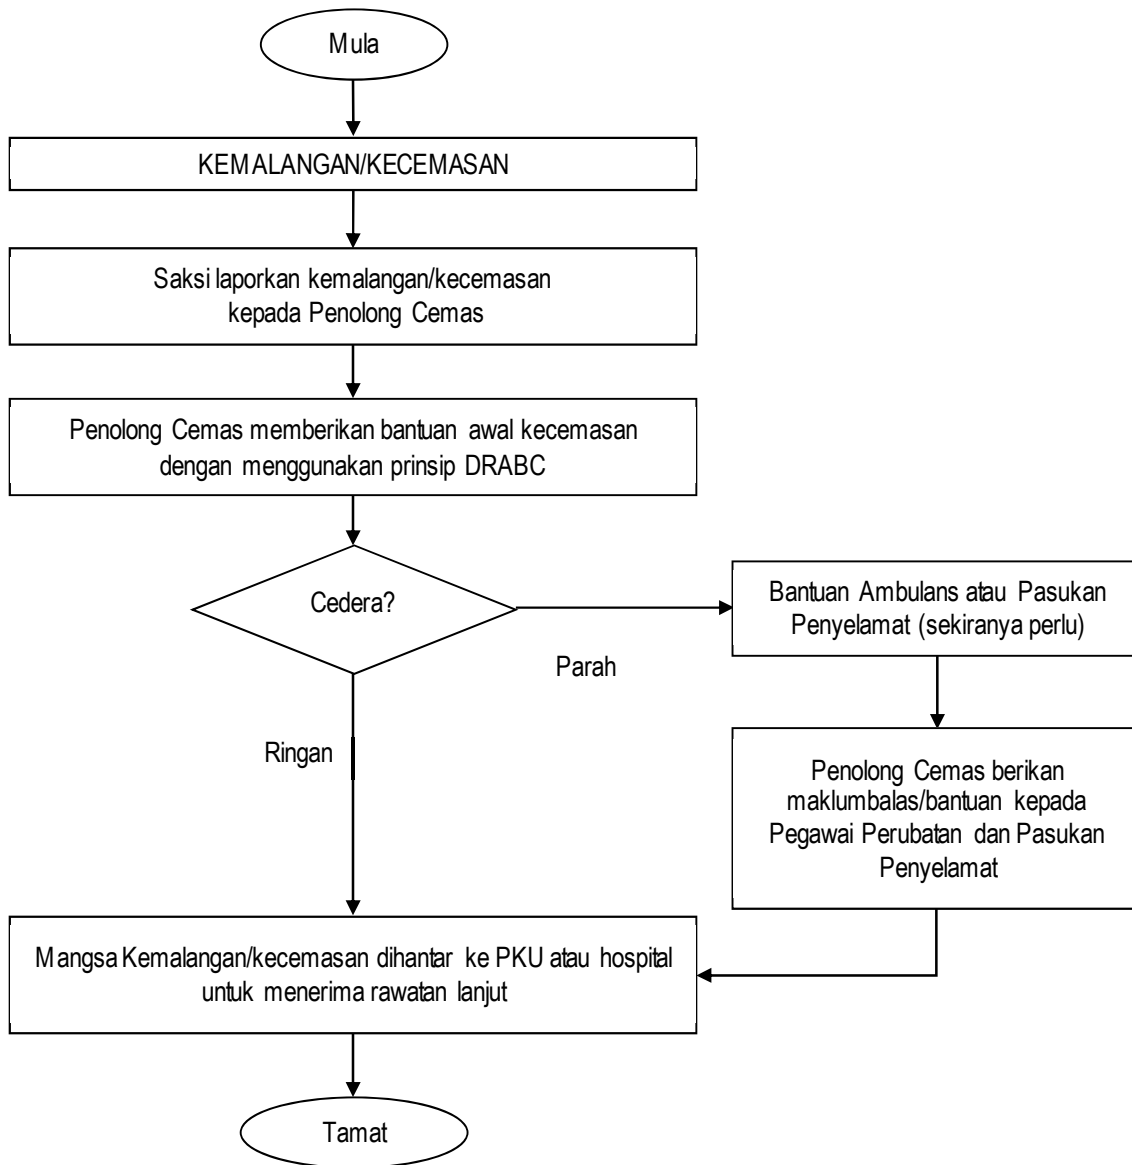 Mula
KEMALANGAN/KECEMASAN
Saksi laporkan kemalangan/kecemasan
kepada Penolong Cemas
Penolong Cemas memberikan bantuan awal kecemasan
dengan menggunakan prinsip DRABC
Cedera?
Bantuan Ambulans atau Pasukan
Penyelamat (sekiranya perlu)
Parah
Ringan
Penolong Cemas berikan
maklumbalas/bantuan kepada
Pegawai Perubatan dan Pasukan
Penyelamat
Mangsa Kemalangan/kecemasan dihantar ke PKU atau hospital
untuk menerima rawatan lanjut
Tamat